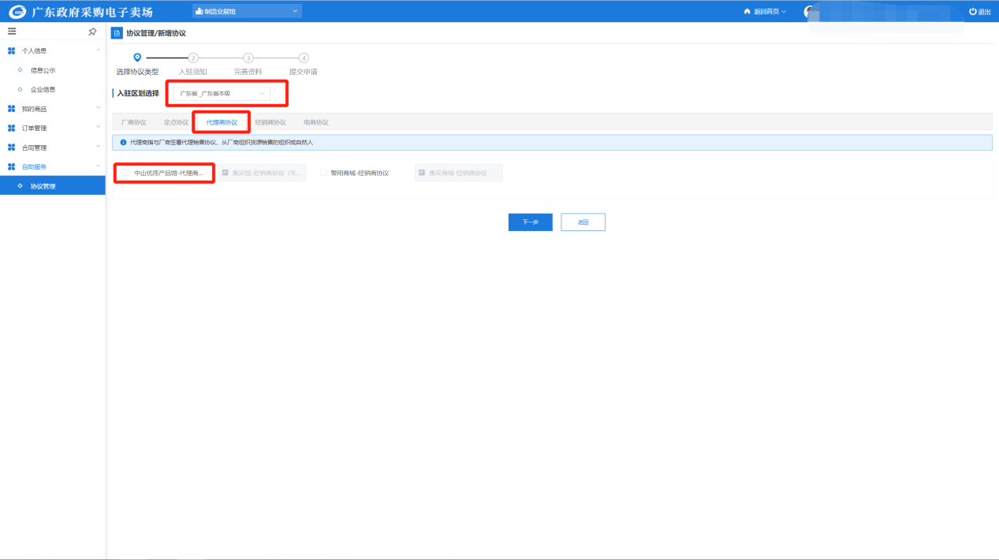 广东政府采购电子卖场
制造业展馆
返回首页
退出
个人信息
信息公示
企业信息
我的商品
订单管理
合同管理
自助服务
协议管理
协议管理/新增协议
2 3 4
选择协议类型 入驻须知 完善资料 提交申请
入驻区划选择 广东省_广东省本级
厂商协议 定点协议 代理商协议 经销商协议 电商协议
代理商指与厂商签署代理销售协议、从厂商组织货源销售的组织或自然人
中山优质产品馆-代理商... 集采馆-经销商协议（车... 警用商城-经销商协议 集采商城-经销商协议
下一步 返回